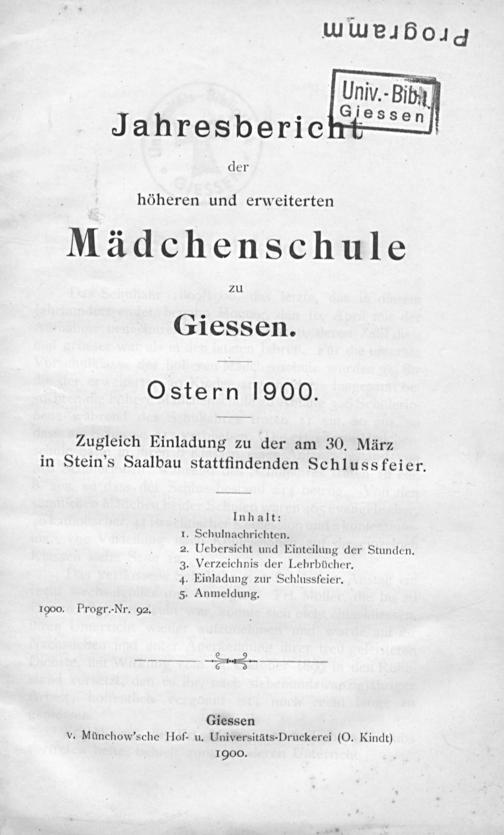 Programm
Univ.-Bibl.
Giessen
Jahresbericht
der
höheren und erweiterten
Mädchenschule
zu
Giessen.
Ostern 1900.
Zugleich Einladung zu der am 30. März
in Stein's Saalbau stattfindenden Schlussfeier.
Inhalt:
1. Schulnachrichten.
2. Uebersicht und Einteilung der Stunden.
3. Verzeichnis der Lehrbücher.
4. Einladung zur Schlussfeier.
5. Anmeldung.
1900. Progr.-Nr. 92.
Giessen
v. Münchow'sche Hof- u. Universitäts-Druckerei (O. Kindt)
1900.